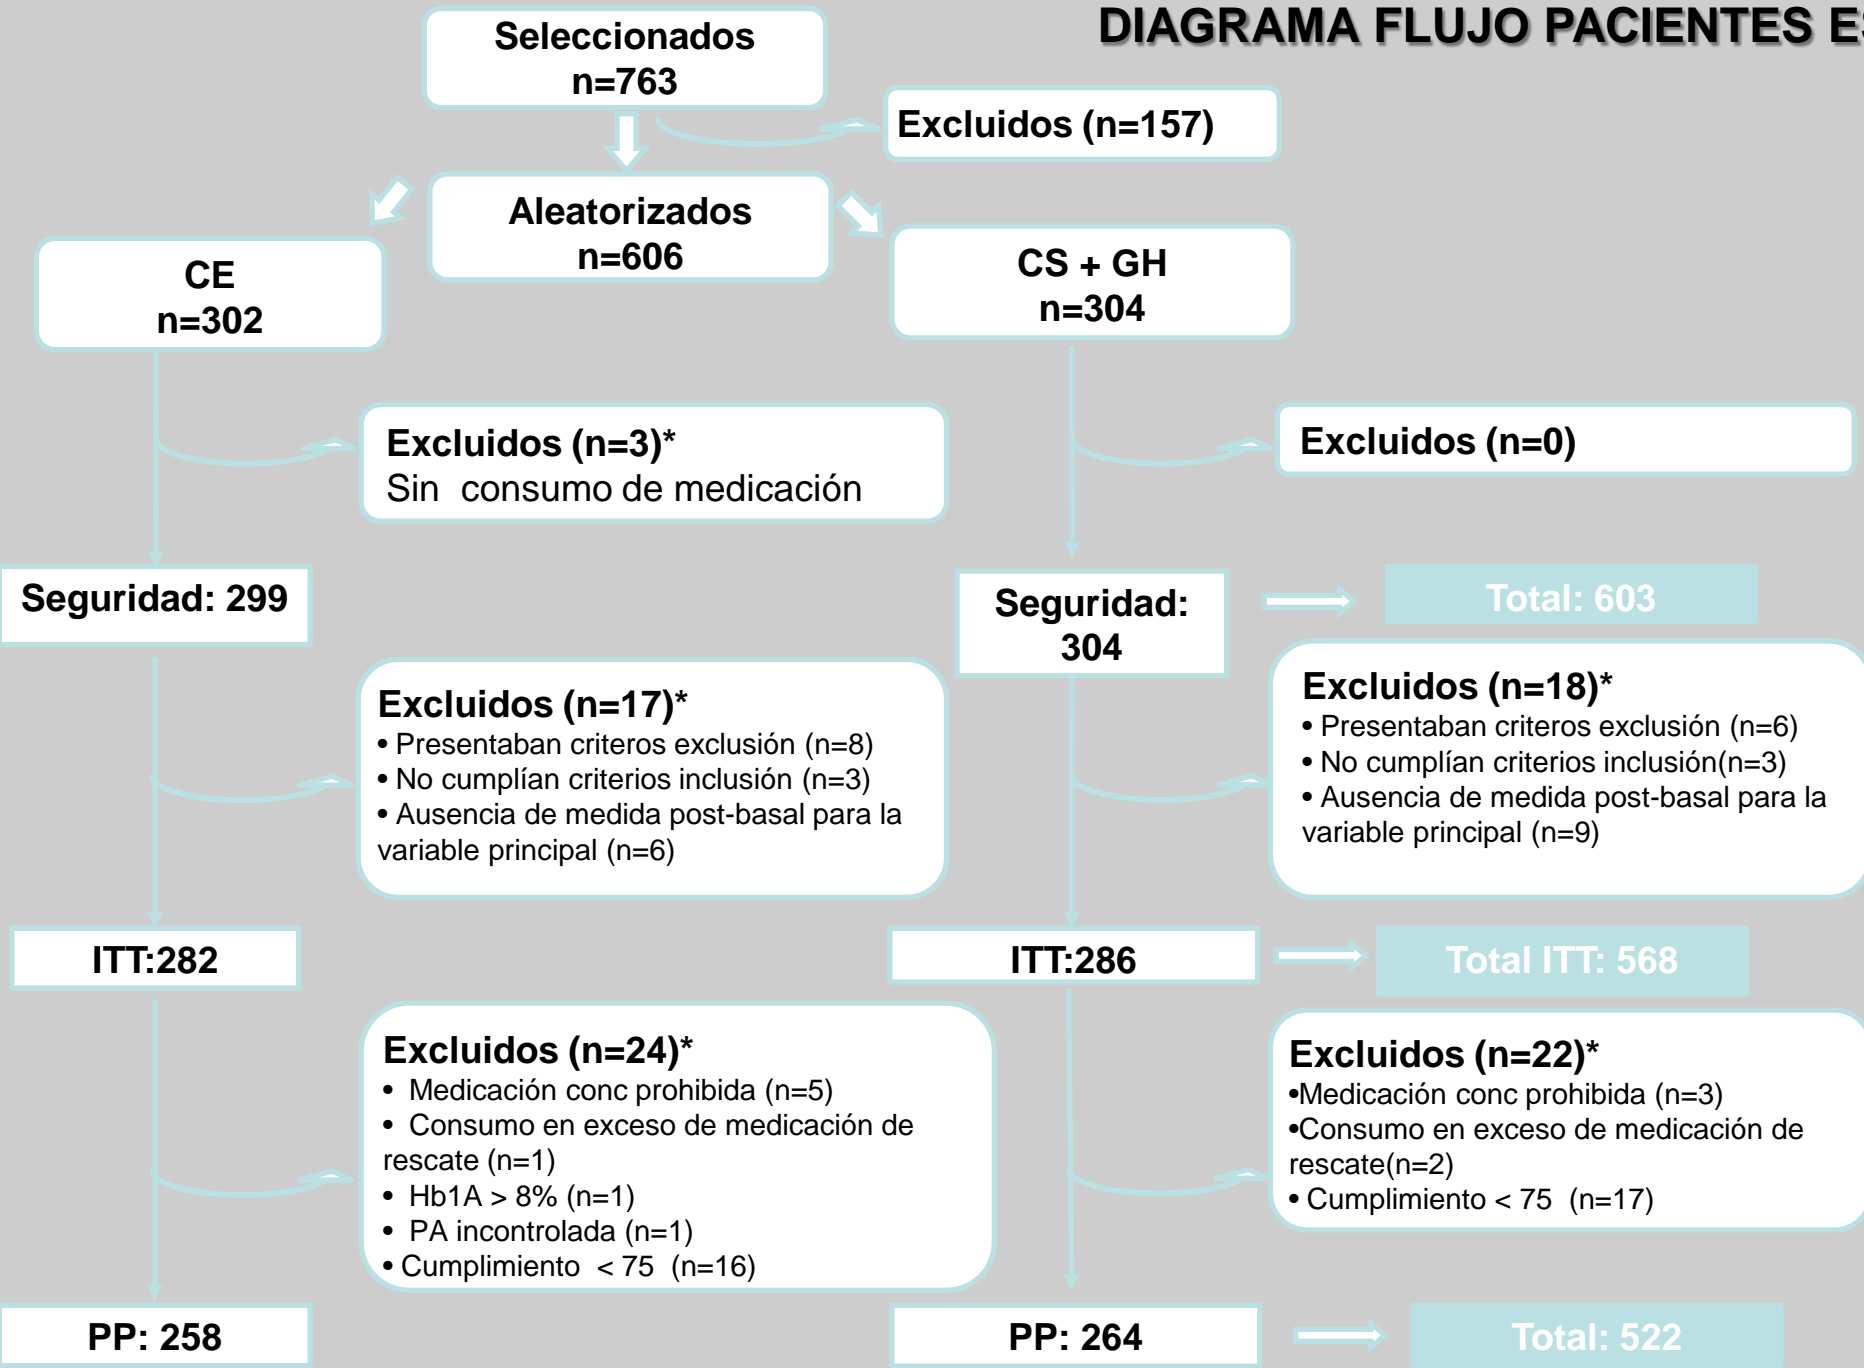 DIAGRAMA FLUJO PACIENTES ES
Seleccionados
n=763
Excluidos (n=157)
Aleatorizados
n=606
CE
n=302
CS + GH
n=304
Excluidos (n=3)*
Sin consumo de medicación
Excluidos (n=0)
Seguridad: 299
Seguridad:
304
Total: 603
Excluidos (n=17)*
• Presentaban criteros exclusión (n=8)
• No cumplían criterios inclusión (n=3)
• Ausencia de medida post-basal para la
variable principal (n=6)
Excluidos (n=18)*
• Presentaban criteros exclusión (n=6)
• No cumplían criterios inclusión(n=3)
• Ausencia de medida post-basal para la
variable principal (n=9)
ITT:282
ITT:286
Total ITT: 568
Excluidos (n=24)*
• Medicación conc prohibida (n=5)
• Consumo en exceso de medicación de
rescate (n=1)
• Hb1A > 8% (n=1)
• PA incontrolada (n=1)
• Cumplimiento < 75 (n=16)
Excluidos (n=22)*
•Medicación conc prohibida (n=3)
•Consumo en exceso de medicación de
rescate(n=2)
• Cumplimiento < 75 (n=17)
PP: 258
PP: 264
Total: 522